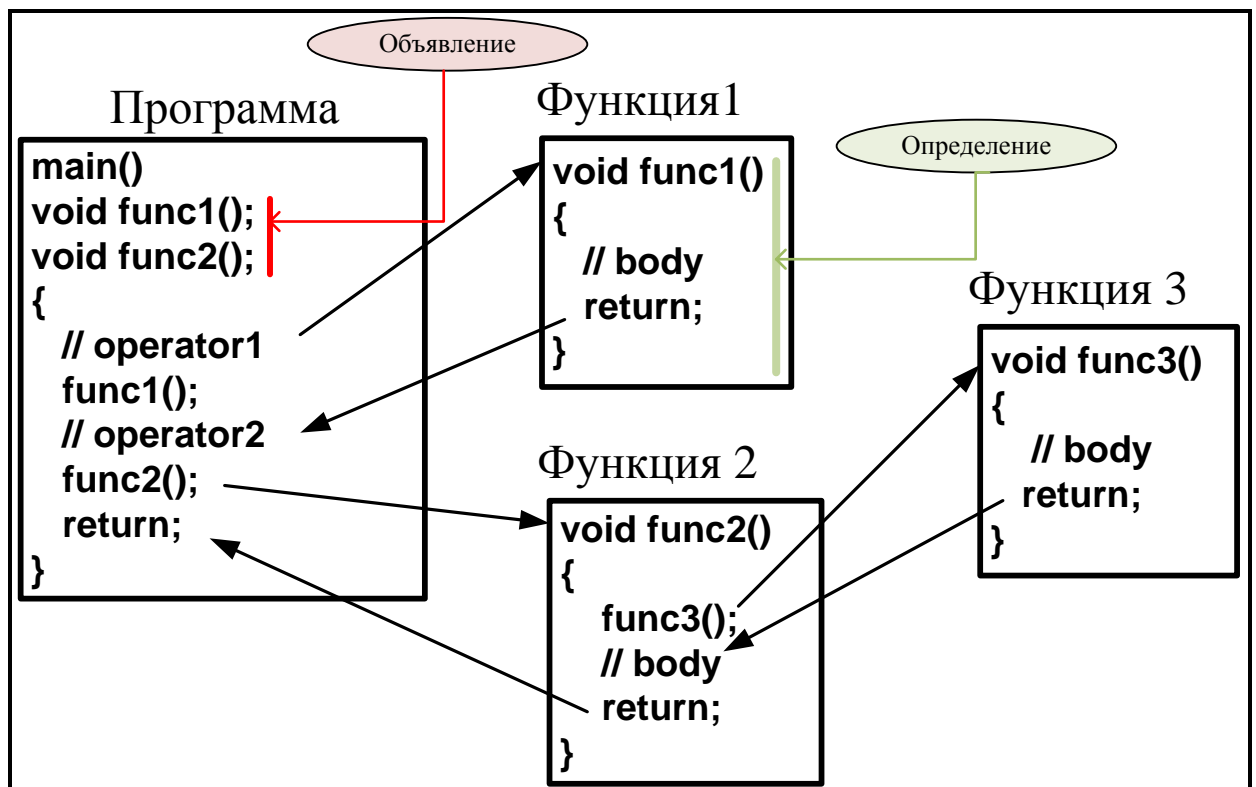 Объявление
Программа
main()
void func1();
void func2();
{
// operator1
func1();
// operator2
func2();
return;
}
Функция1
void func1()
{
// body
return;
}
Определение
Функция 2
void func2()
{
func3();
// body
return;
}
Функция 3
void func3()
{
// body
return;
}